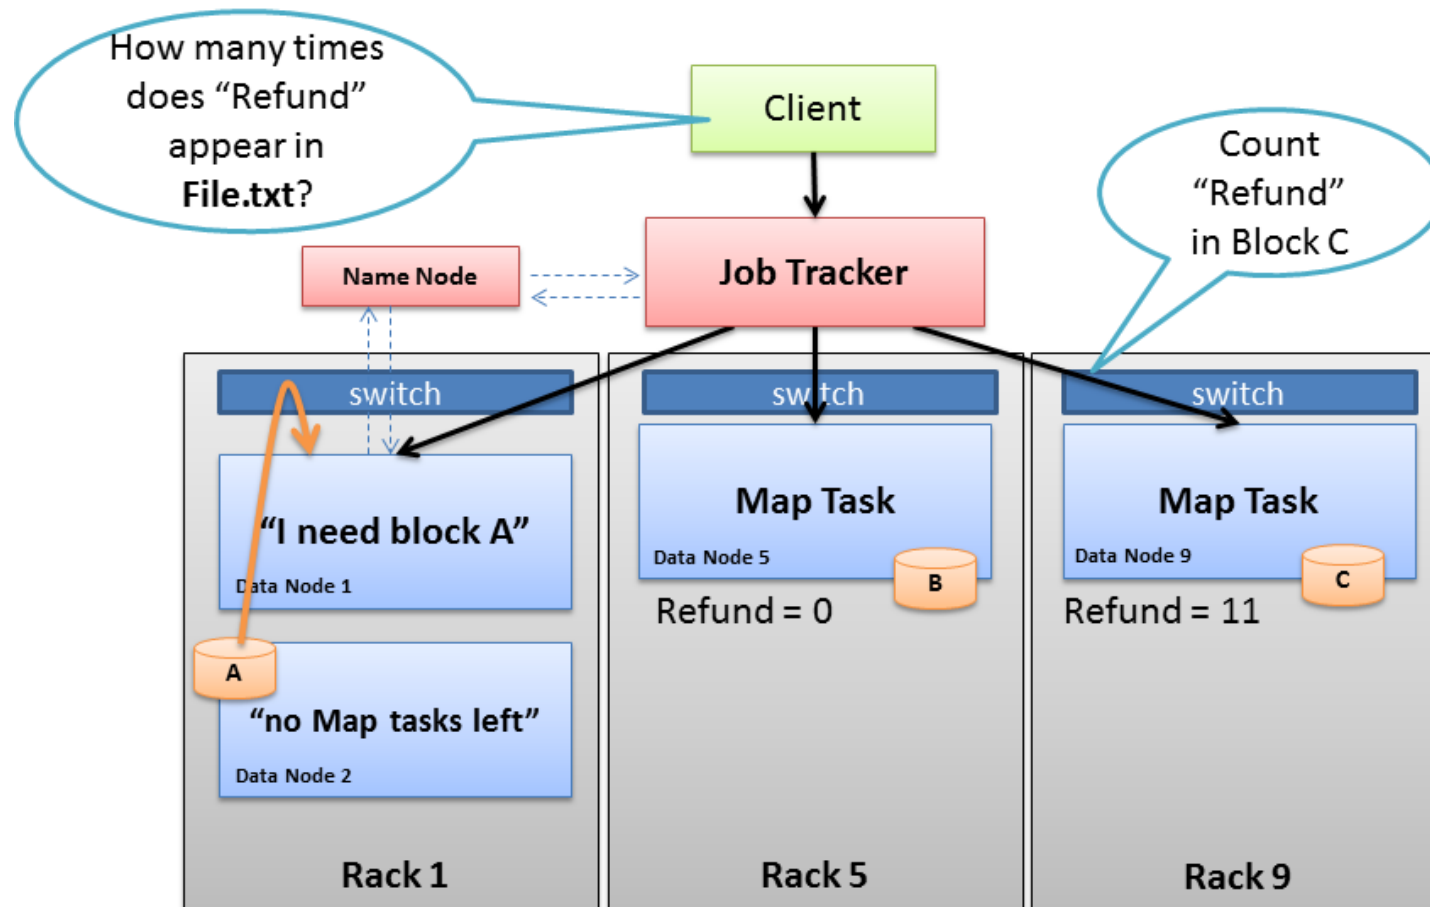 How many times
does “Refund”
appear in
File.txt?
Client
Count
“Refund”
in Block C
Name Node
Job Tracker
switch
switch
switch
“I need block A”
Data Node 1
Map Task
Data Node 5
B
Map Task
Data Node 9
C
Refund = 0
Refund = 11
A
“no Map tasks left”
Data Node 2
Rack 1
Rack 5
Rack 9